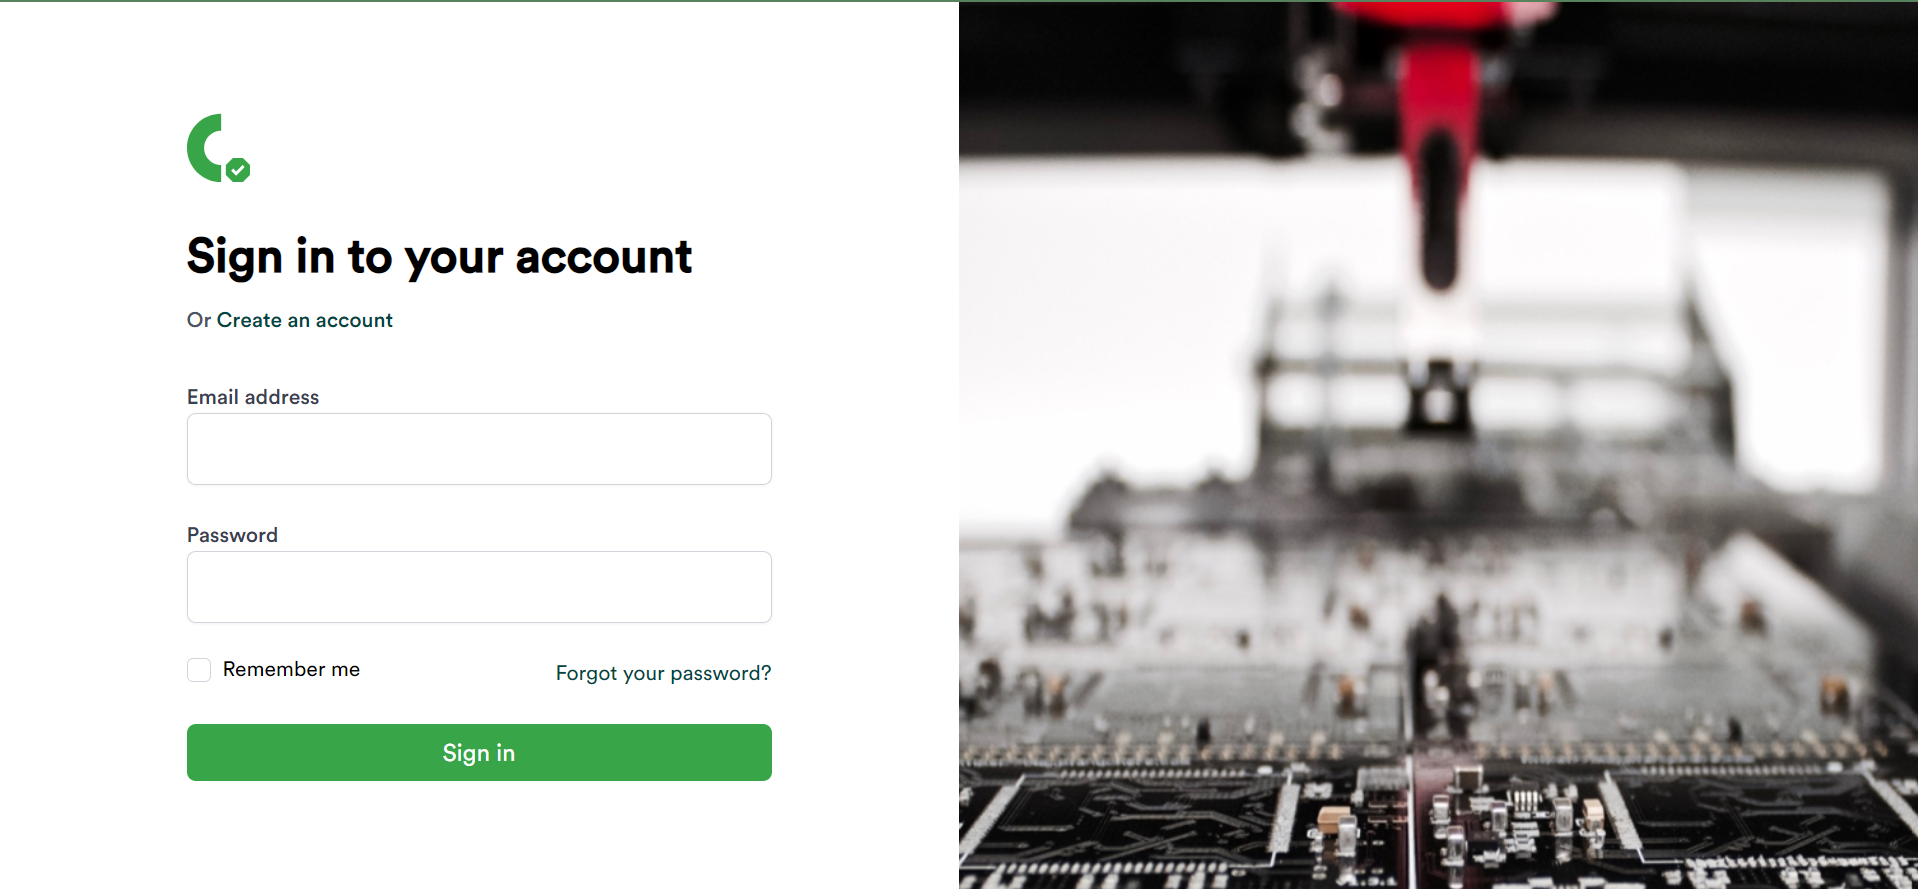 Sign in to your account
Or Create an account
Email address
Password
Remember me
Forgot your password?
Sign in